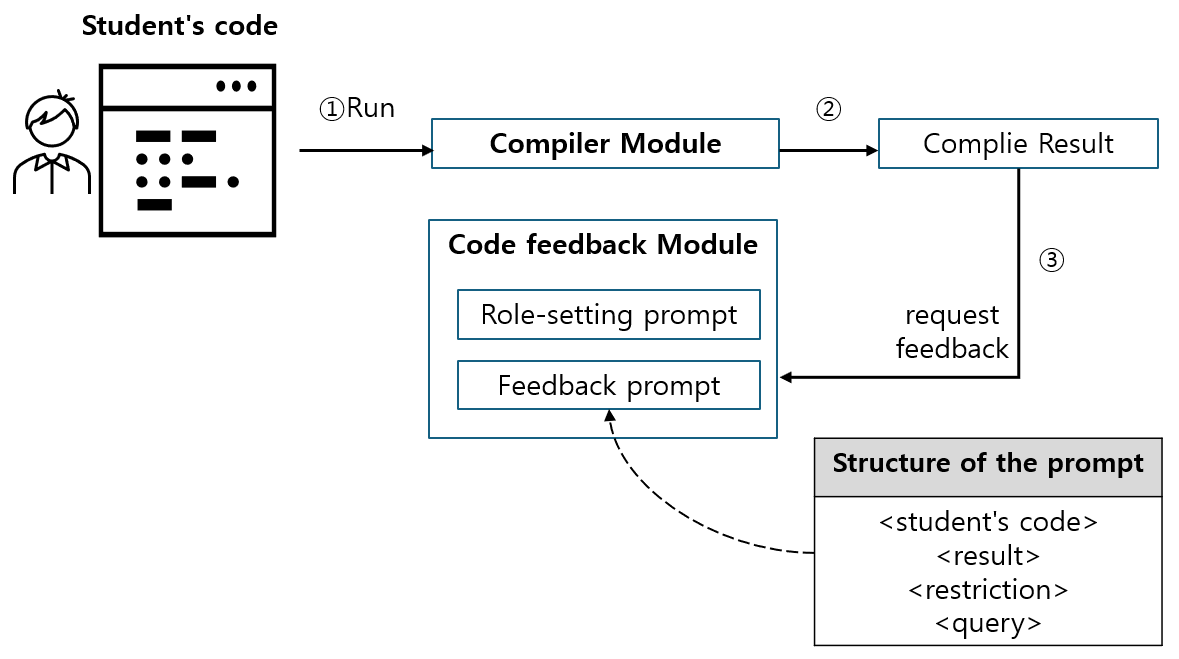 Student's code
①Run
Compiler Module
②
Complie Result
③
request
feedback
Code feedback Module
Role-setting prompt
Feedback prompt
Structure of the prompt
<student's code>
<result>
<restriction>
<query>